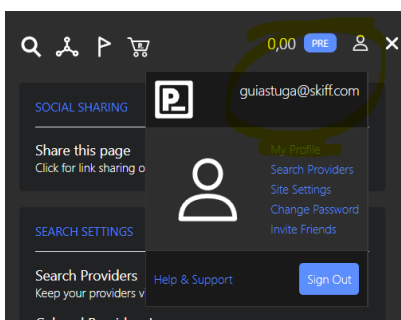 0,00 PRE
guiastuga@skiff.com
SOCIAL SHARING
Share this page
Click for link sharing o
My Profile
Search Providers
Site Settings
Change Password
Invite Friends
SEARCH SETTINGS
Search Providers
Keep your providers v
Help & Support
Sign Out